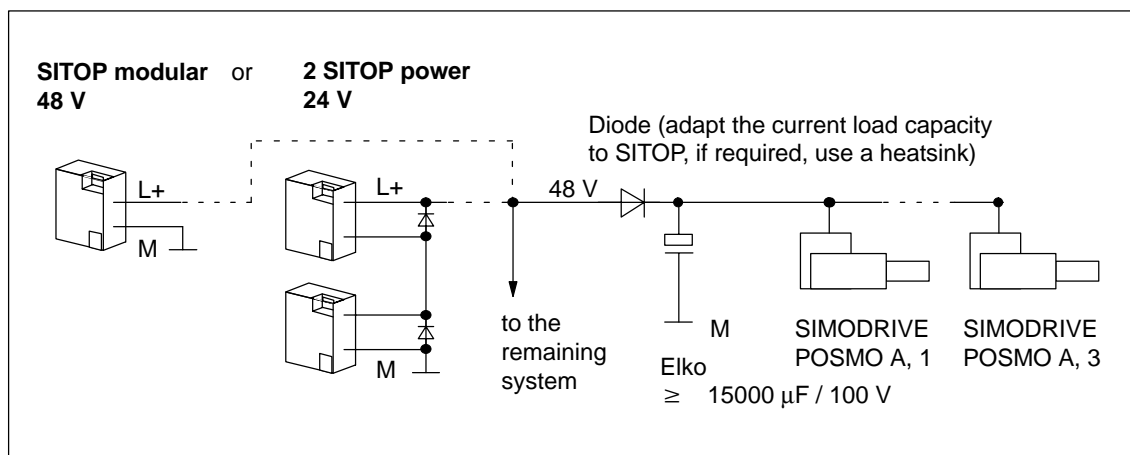 SITOP modular or
48 V
2 SITOP power
24 V
Diode (adapt the current load capacity
to SITOP, if required, use a heatsink)
L+
M
L+
M
48 V
to the
remaining
system
M
Elko
≥ 15000 μF / 100 V
SIMODRIVE
POSMO A, 1
SIMODRIVE
POSMO A, 3